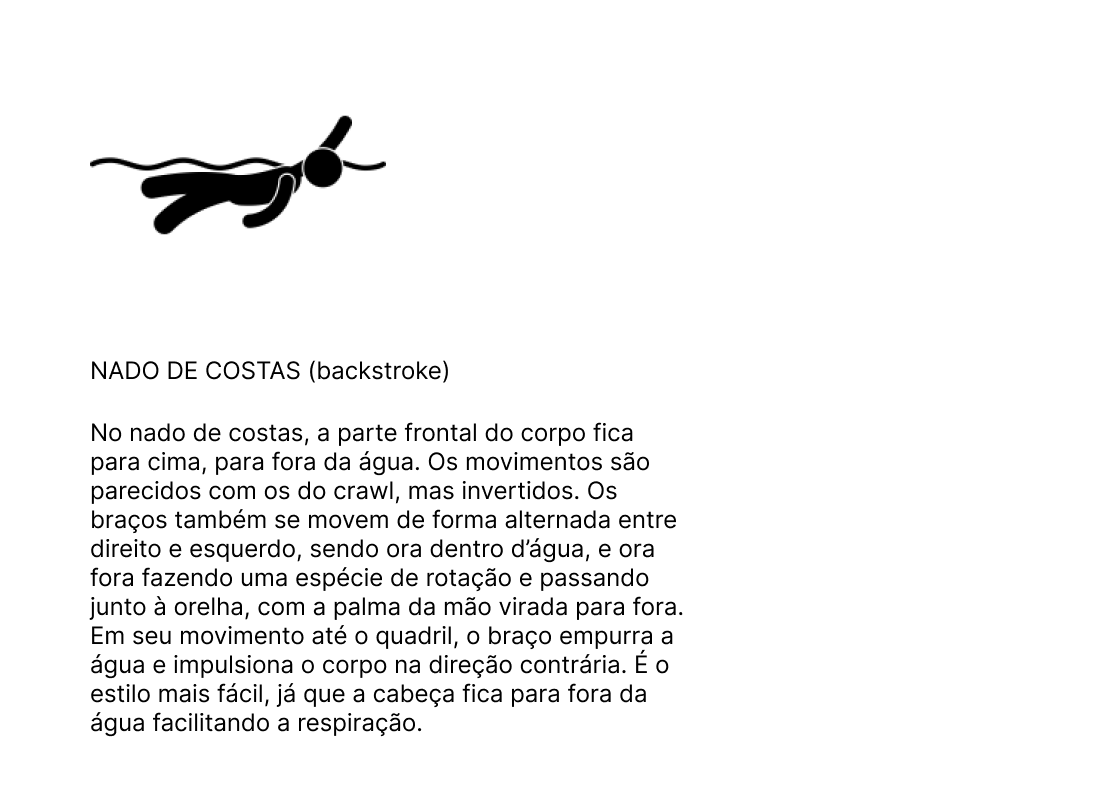 NADO DE COSTAS (backstroke)
No nado de costas, a parte frontal do corpo fica
para cima, para fora da água. Os movimentos são
parecidos com os do crawl, mas invertidos. Os
braços também se movem de forma alternada entre
direito e esquerdo, sendo ora dentro d’água, e ora
fora fazendo uma espécie de rotação e passando
junto à orelha, com a palma da mão virada para fora.
Em seu movimento até o quadril, o braço empurra a
água e impulsiona o corpo na direção contrária. É o
estilo mais fácil, já que a cabeça fica para fora da
água facilitando a respiração.